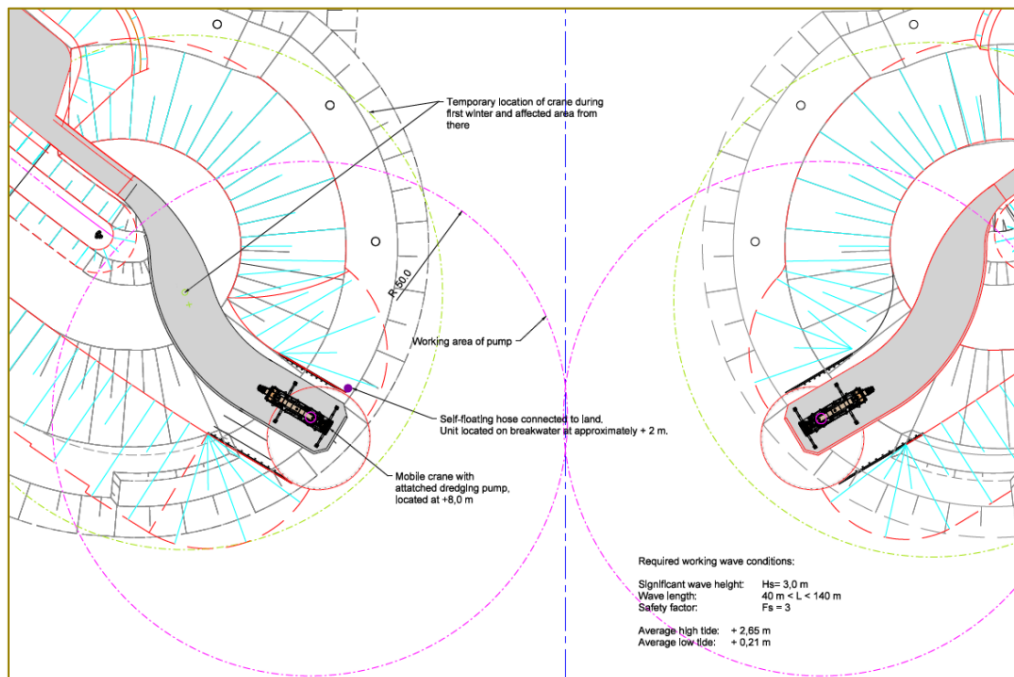 Temporary location of crane during
first winter and affected area from
there
R 50.0
Working area of pump
Self-floating hose connected to land,
Unit located on breakwater at approximately + 2 m.
Mobile crane with
attatched dredging pump,
located at +8,0 m
Required working wave conditions:
Significant wave height: Hs= 3,0 m
Wave length: 40 m < L < 140 m
Safety factor: Fs = 3
Average high tide: + 2,65 m
Average low tide: + 0,21 m